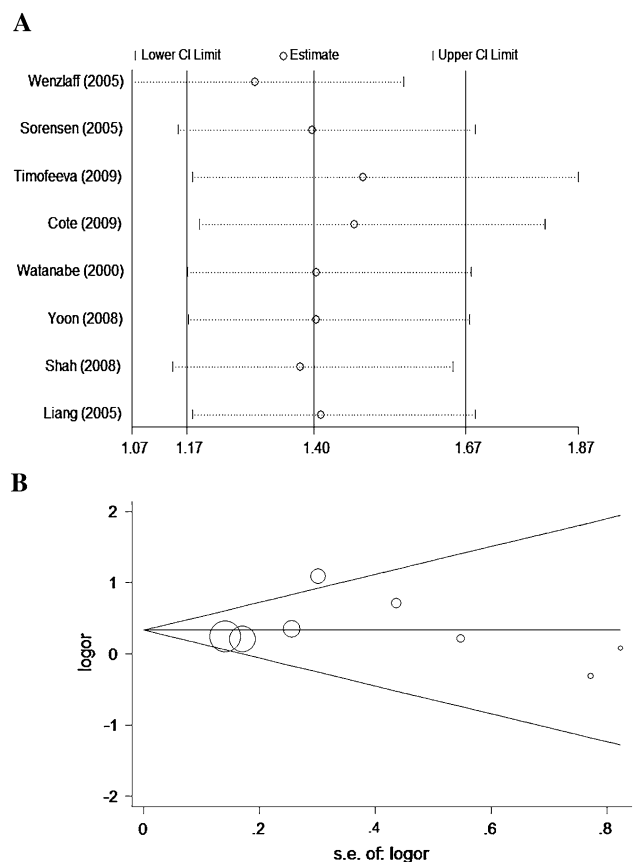 A
Lower CI Limit Estimate Upper CI Limit
Wenzlaff (2005)
Sorensen (2005)
Timofeeva (2009)
Cote (2009)
Watanabe (2000)
Yoon (2008)
Shah (2008)
Liang (2005)
1.07 1.17 1.40 1.67 1.87
B
2
1
0
-1
-2
logor
0 .2 .4 .6 .8
s.e. of: logor